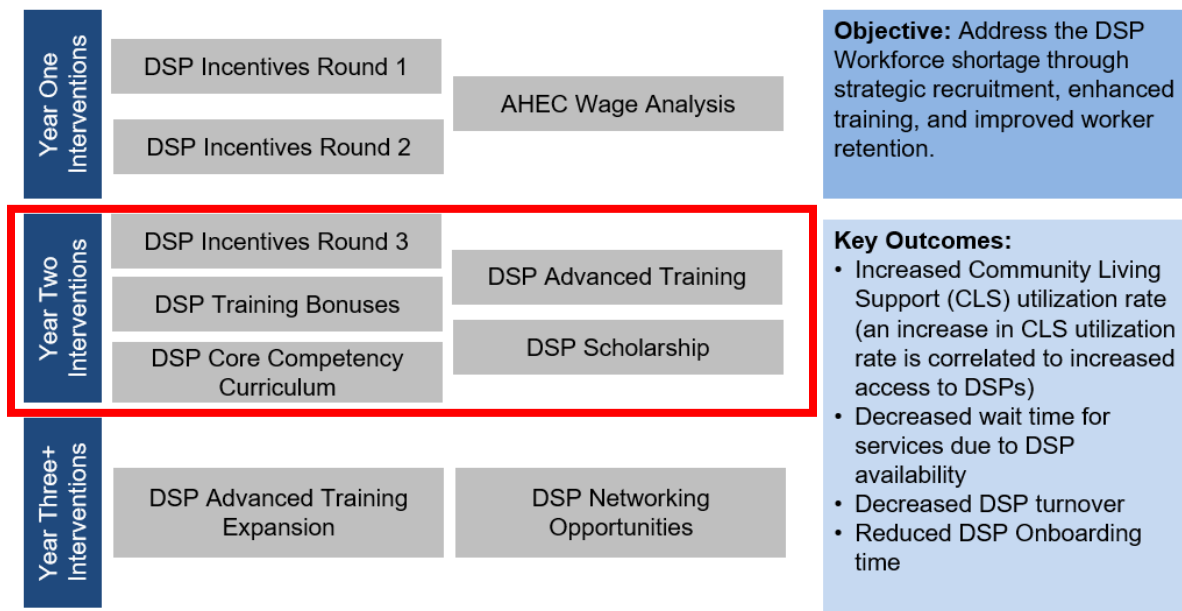 Year One
Interventions
DSP Incentives Round 1
DSP Incentives Round 2
AHEC Wage Analysis
Year Two
Interventions
DSP Incentives Round 3
DSP Training Bonuses
DSP Core Competency
Curriculum
DSP Advanced Training
DSP Scholarship
Year Three+
Interventions
DSP Advanced Training
Expansion
DSP Networking
Opportunities
Objective: Address the DSP
Workforce shortage through
strategic recruitment, enhanced
training, and improved worker
retention.
Key Outcomes:
• Increased Community Living
Support (CLS) utilization rate
(an increase in CLS utilization
rate is correlated to increased
access to DSPs)
• Decreased wait time for
services due to DSP
availability
• Decreased DSP turnover
• Reduced DSP Onboarding
time